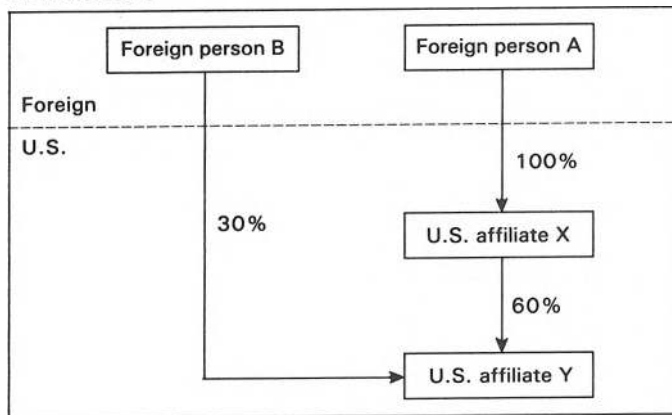 Foreign person B
Foreign person A
Foreign
U.S.
100%
30%
U.S. affiliate X
60%
U.S. affiliate Y